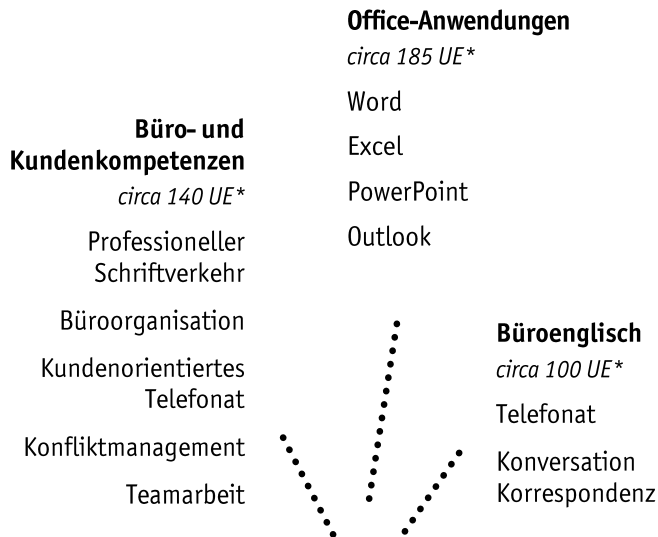 Office-Anwendungen
circa 185 UE*
Word
Excel
PowerPoint
Outlook
Büro- und
Kundenkompetenzen
circa 140 UE*
Professioneller
Schriftverkehr
Büroorganisation
Kundenorientiertes
Telefonat
Konfliktmanagement
Teamarbeit
Büroenglisch
circa 100 UE*
Telefonat
Konversation
Korrespondenz